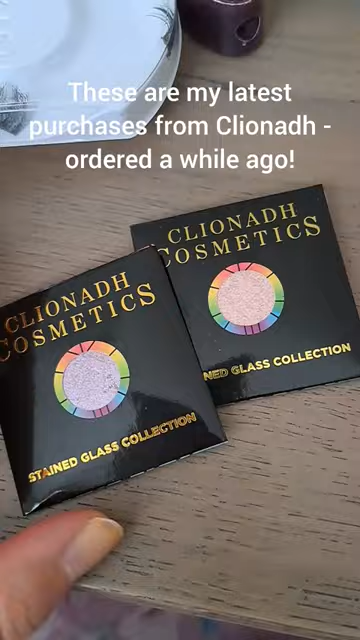 These are my latest
purchases from Clionadh -
ordered a while ago!
CLIONADH
COSMETICS
NED GLASS COLLECTION
CLIONADH
COSMETICS
STAINED GLASS COLLECTION